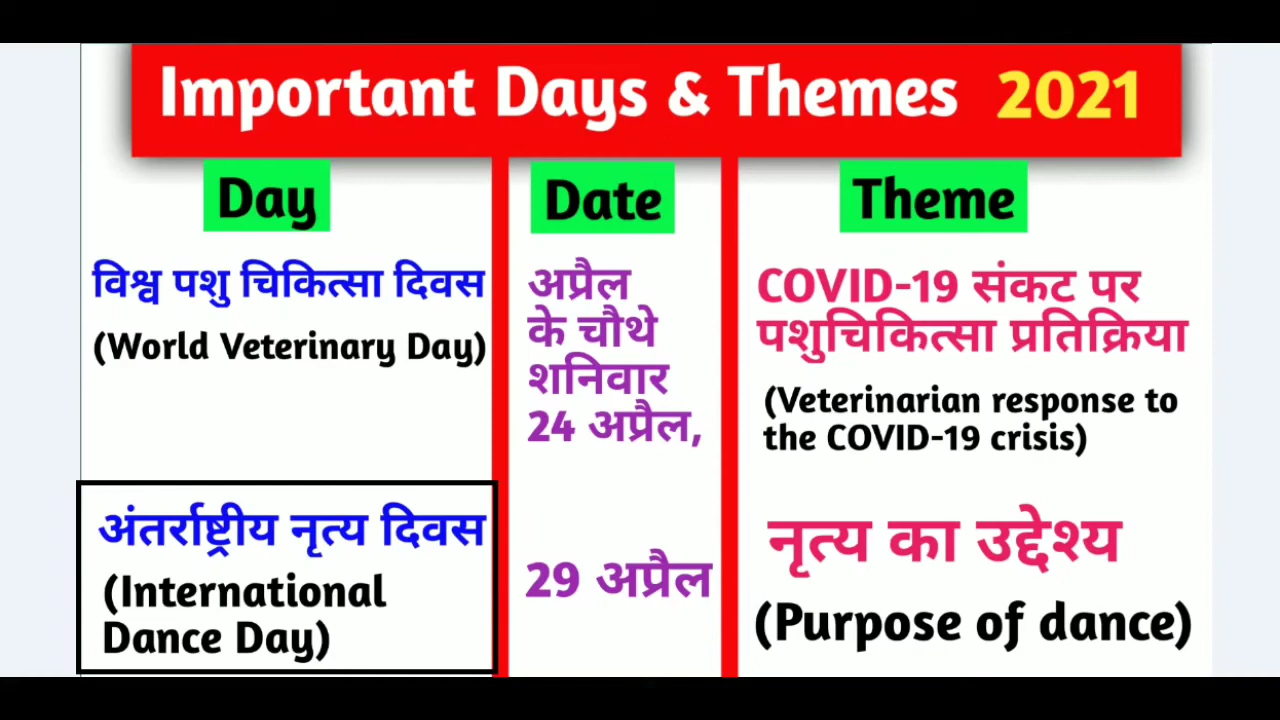 Important Days & Themes 2021
Day
Date
Theme
विश्व पशु चिकित्सा दिवस
(World Veterinary Day)
अप्रैल
के चौथे
शनिवार
24 अप्रैल,
COVID-19 संकट पर
पशुचिकित्सा प्रतिक्रिया
(Veterinarian response to
the COVID-19 crisis)
अंतर्राष्ट्रीय नृत्य दिवस
(International
Dance Day)
29 अप्रैल
नृत्य का उद्देश्य
(Purpose of dance)